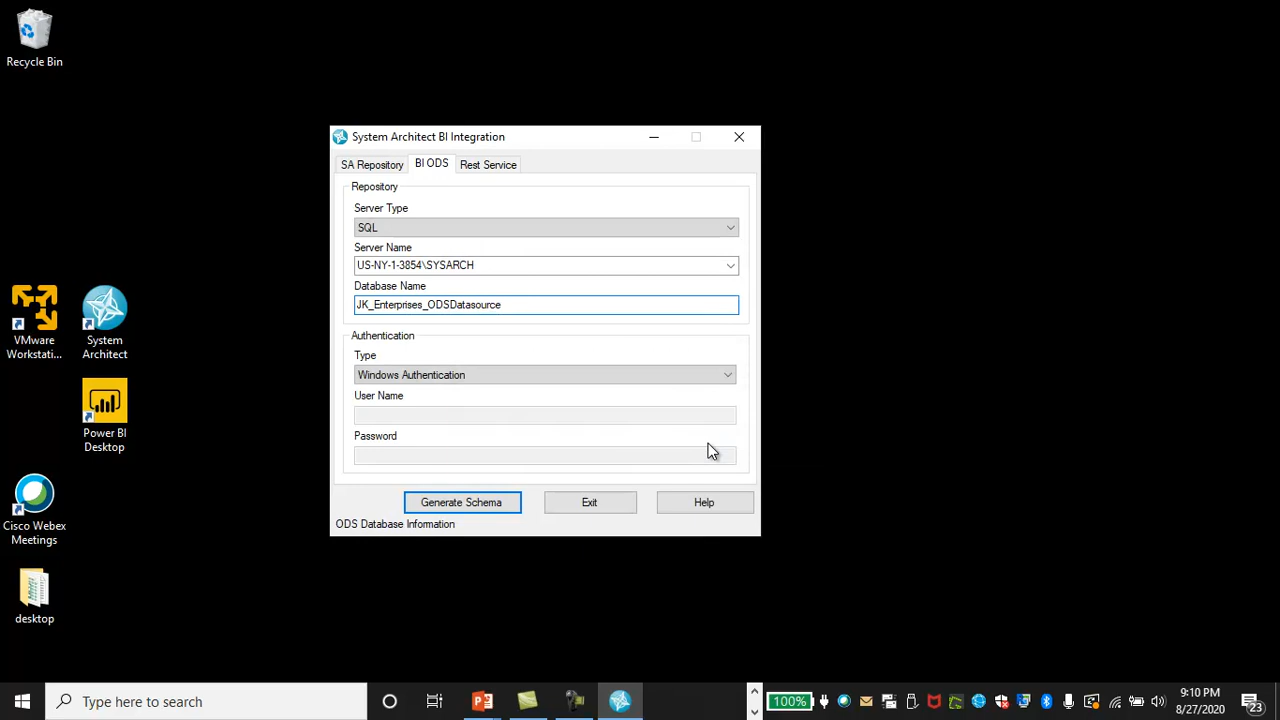 Recycle Bin
System Architect BI Integration
SA Repository
BI ODS
Rest Service
Repository
Server Type
SQL
Server Name
US-NY-1-3854\SYSARCH
Database Name
JK_Enterprises_ODSDatasource
Authentication
Type
Windows Authentication
User Name
Password
Generate Schema
Exit
Help
ODS Database Information
VMware
Workstati...
System
Architect
Power BI
Desktop
Cisco Webex
Meetings
desktop
Type here to search
100%
9:10 PM
8/27/2020
23